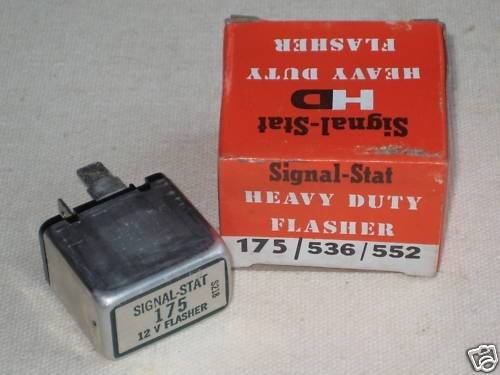 FLASHER
HEAVY DUTY
HD
Signal-Stat
Signal-Stat
HEAVY DUTY
FLASHER
175/536/552
SIGNAL-STAT
175
12 V FLASHER
S218